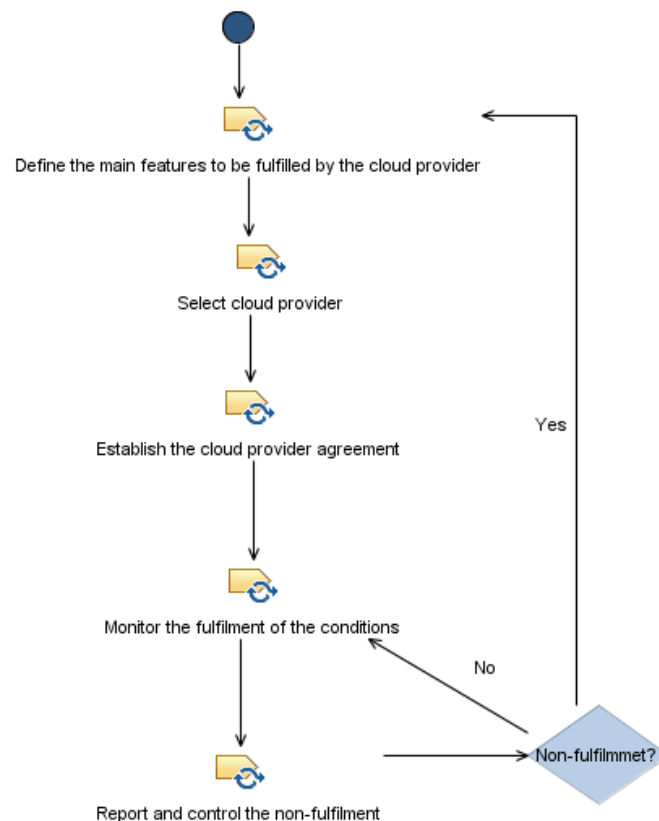 Define the main features to be fulfilled by the cloud provider
Select cloud provider
Establish the cloud provider agreement
Yes
Monitor the fulfilment of the conditions
No
Non-fulfilmmet?
Report and control the non-fulfilment